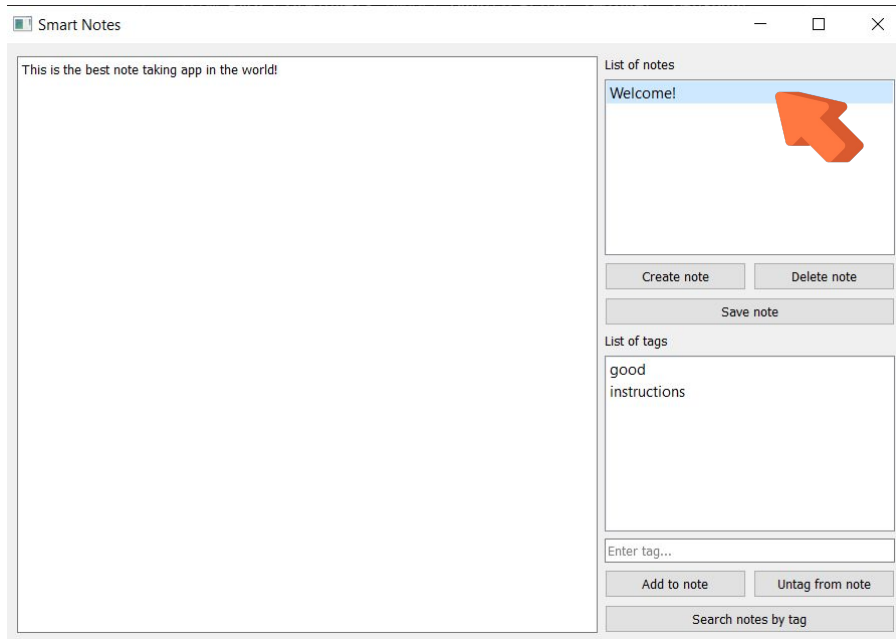 Smart Notes
This is the best note taking app in the world!
List of notes
Welcome!
Create note
Delete note
Save note
List of tags
good
instructions
Enter tag...
Add to note
Untag from note
Search notes by tag